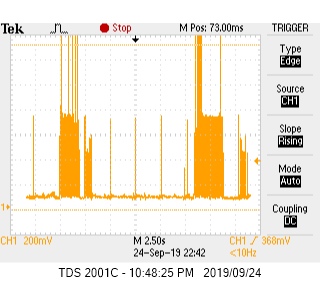 Tek Stop M Pos: 73.00ms TRIGGER
Type
Edge
Source
CH1
Slope
Rising
Mode
Auto
Coupling
DC
1
CH1 200mV M 2.50s CH1 / 368mV
24-Sep-19 22:42 <10Hz
TDS 2001C - 10:48:25 PM 2019/09/24